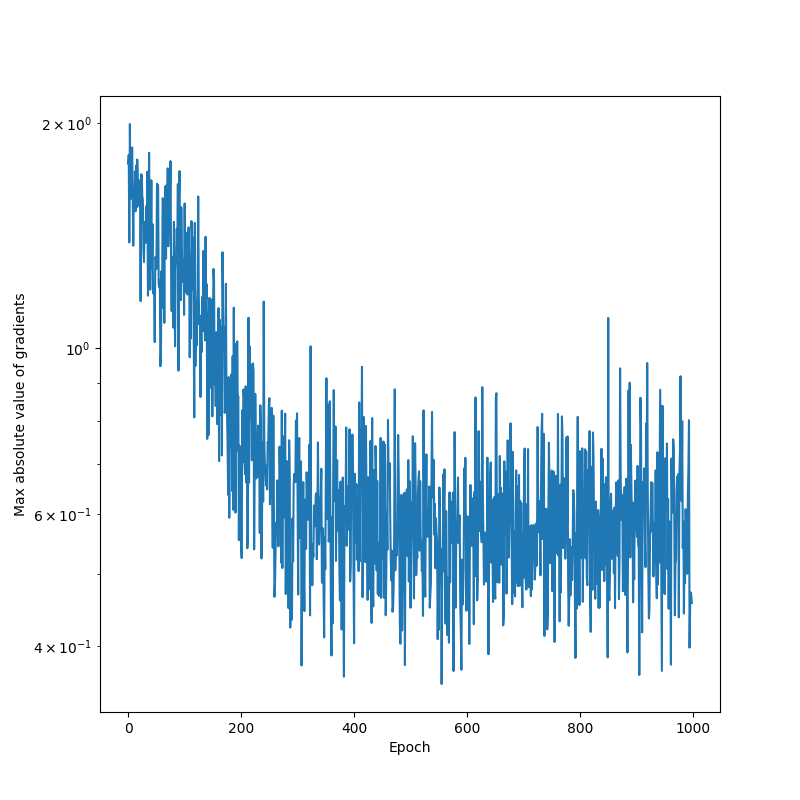 Max absolute value of gradients
2 × 10⁰
10⁰
6 × 10⁻¹
4 × 10⁻¹
0 200 400 600 800 1000
Epoch